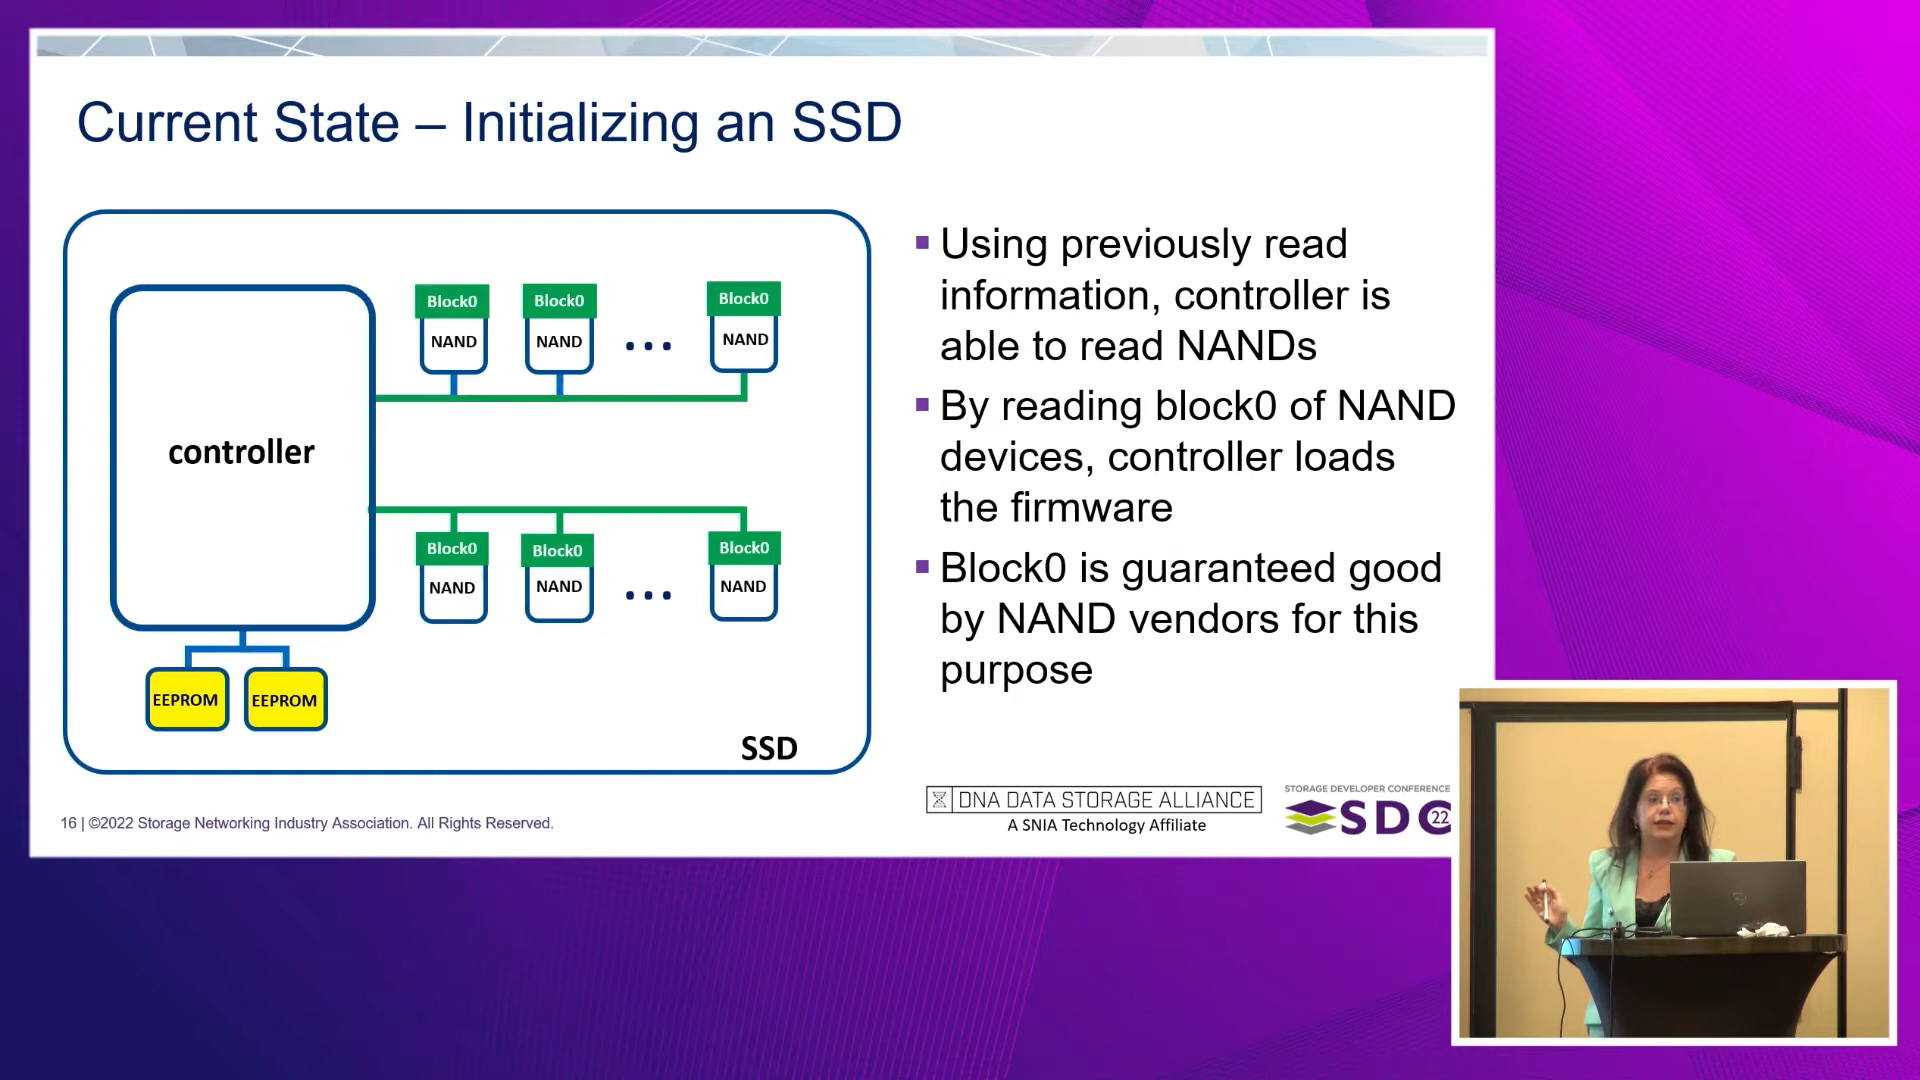 Current State – Initializing an SSD
Block0 Block0 Block0
NAND NAND ... NAND
controller
Block0 Block0 Block0
NAND NAND ... NAND
EEPROM EEPROM
SSD
▪ Using previously read
information, controller is
able to read NANDs
▪ By reading block0 of NAND
devices, controller loads
the firmware
▪ Block0 is guaranteed good
by NAND vendors for this
purpose
16 | ©2022 Storage Networking Industry Association. All Rights Reserved.
DNA DATA STORAGE ALLIANCE
A SNIA Technology Affiliate
STORAGE DEVELOPER CONFERENCE
SDC 22